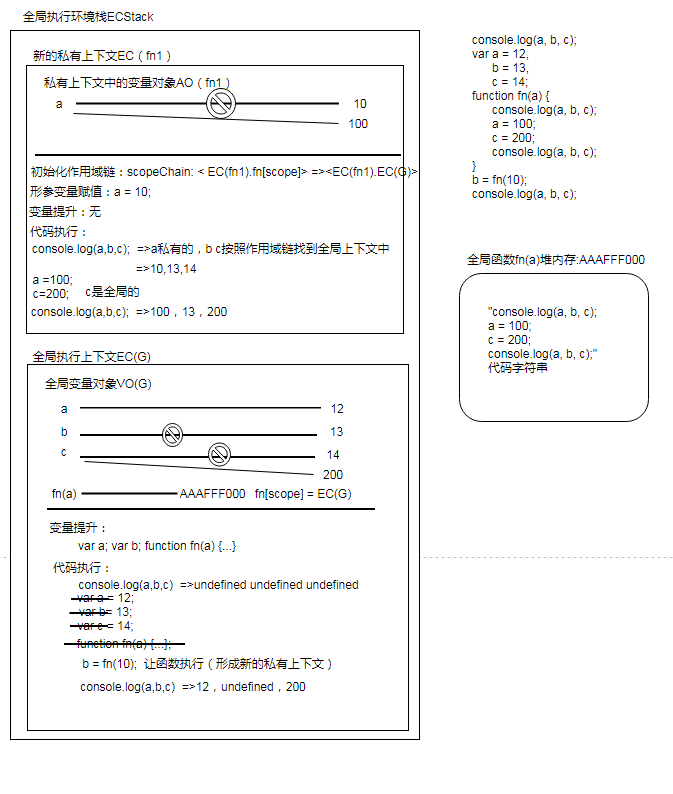 全局执行环境栈ECStack
新的私有上下文EC（fn1）
私有上下文中的变量对象AO（fn1）
a 10
100
初始化作用域链：scopeChain: < EC(fn1).fn[scope]> =><EC(fn1).EC(G)>
形参变量赋值：a = 10;
变量提升：无
代码执行：
console.log(a,b,c); =>a私有的，b c按照作用域链找到全局上下文中
=>10,13,14
a =100;
c=200; c是全局的
console.log(a,b,c); =>100，13，200
全局执行上下文EC(G)
全局变量对象VO(G)
a 12
b 13
c 14
200
fn(a) AAAFFF000 fn[scope] = EC(G)
变量提升：
var a; var b; function fn(a) {...}
代码执行：
console.log(a,b,c) =>undefined undefined undefined
var a = 12;
var b= 13;
var c = 14;
function fn(a) {...};
b = fn(10); 让函数执行（形成新的私有上下文）
console.log(a,b,c) =>12，undefined，200
console.log(a, b, c);
var a = 12,
b = 13,
c = 14;
function fn(a) {
console.log(a, b, c);
a = 100;
c = 200;
console.log(a, b, c);
}
b = fn(10);
console.log(a, b, c);
全局函数fn(a)堆内存:AAAFFF000
"console.log(a, b, c);
a = 100;
c = 200;
console.log(a, b, c);"
代码字符串